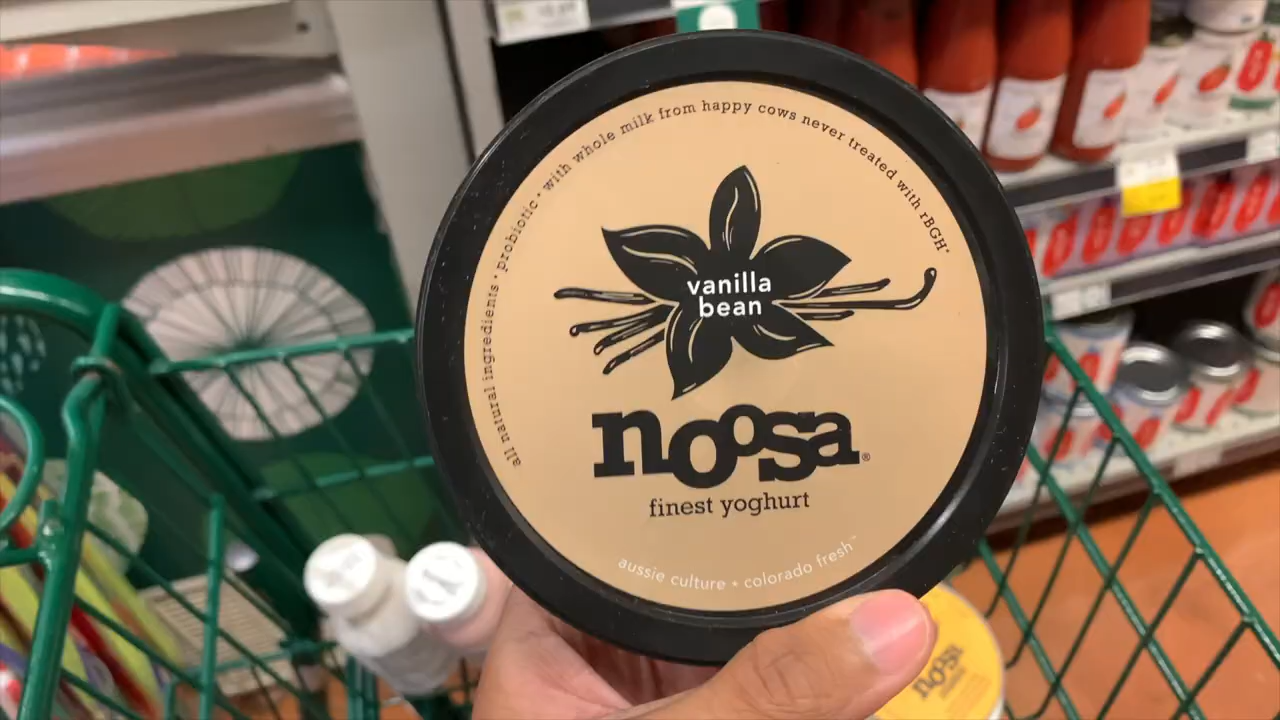 all natural ingredients • probiotic • with whole milk from happy cows never treated with rBGH*
vanilla
bean
noosa®
finest yoghurt
aussie culture • colorado fresh™
noosa